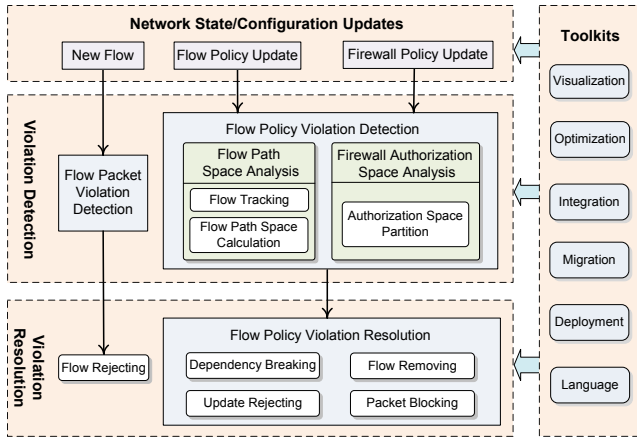 Network State/Configuration Updates
New Flow
Flow Policy Update
Firewall Policy Update
Violation Detection
Flow Packet
Violation
Detection
Flow Policy Violation Detection
Flow Path
Space Analysis
Flow Tracking
Flow Path Space
Calculation
Firewall Authorization
Space Analysis
Authorization Space
Partition
Violation
Resolution
Flow Rejecting
Flow Policy Violation Resolution
Dependency Breaking
Flow Removing
Update Rejecting
Packet Blocking
Toolkits
Visualization
Optimization
Integration
Migration
Deployment
Language